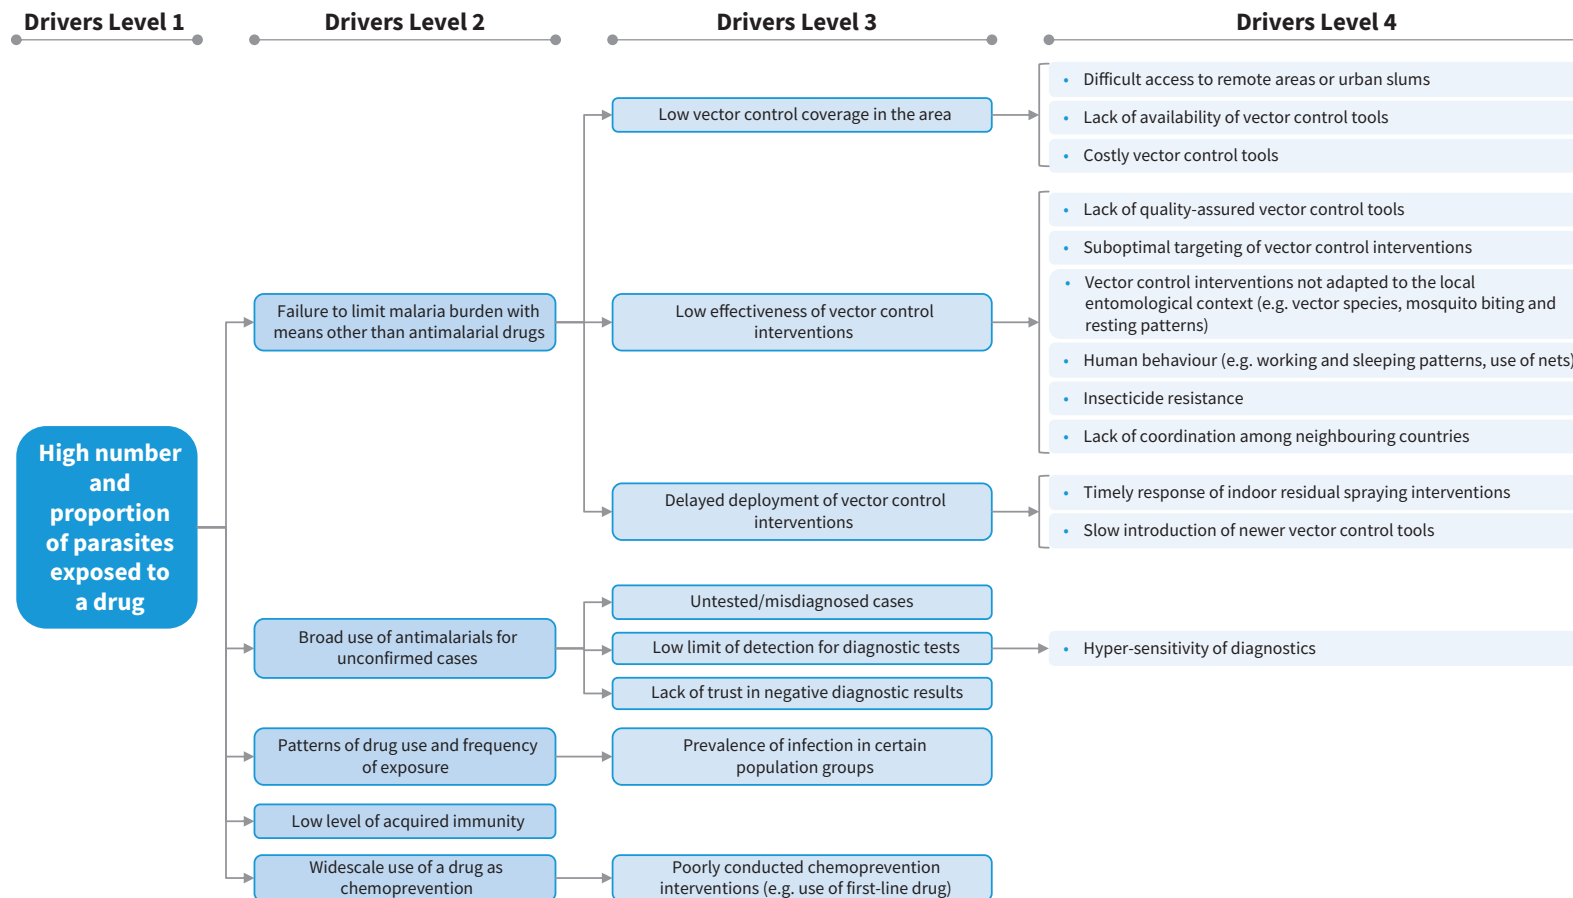 Drivers Level 1
Drivers Level 2
Drivers Level 3
Drivers Level 4
High number
and
proportion
of parasites
exposed to
a drug
Failure to limit malaria burden with
means other than antimalarial drugs
Low vector control coverage in the area
• Difficult access to remote areas or urban slums
• Lack of availability of vector control tools
• Costly vector control tools
Low effectiveness of vector control
interventions
• Lack of quality-assured vector control tools
• Suboptimal targeting of vector control interventions
• Vector control interventions not adapted to the local
entomological context (e.g. vector species, mosquito biting and
resting patterns)
• Human behaviour (e.g. working and sleeping patterns, use of nets)
• Insecticide resistance
• Lack of coordination among neighbouring countries
Delayed deployment of vector control
interventions
• Timely response of indoor residual spraying interventions
• Slow introduction of newer vector control tools
Broad use of antimalarials for
unconfirmed cases
Untested/misdiagnosed cases
Low limit of detection for diagnostic tests
• Hyper-sensitivity of diagnostics
Lack of trust in negative diagnostic results
Patterns of drug use and frequency
of exposure
Prevalence of infection in certain
population groups
Low level of acquired immunity
Widescale use of a drug as
chemoprevention
Poorly conducted chemoprevention
interventions (e.g. use of first-line drug)